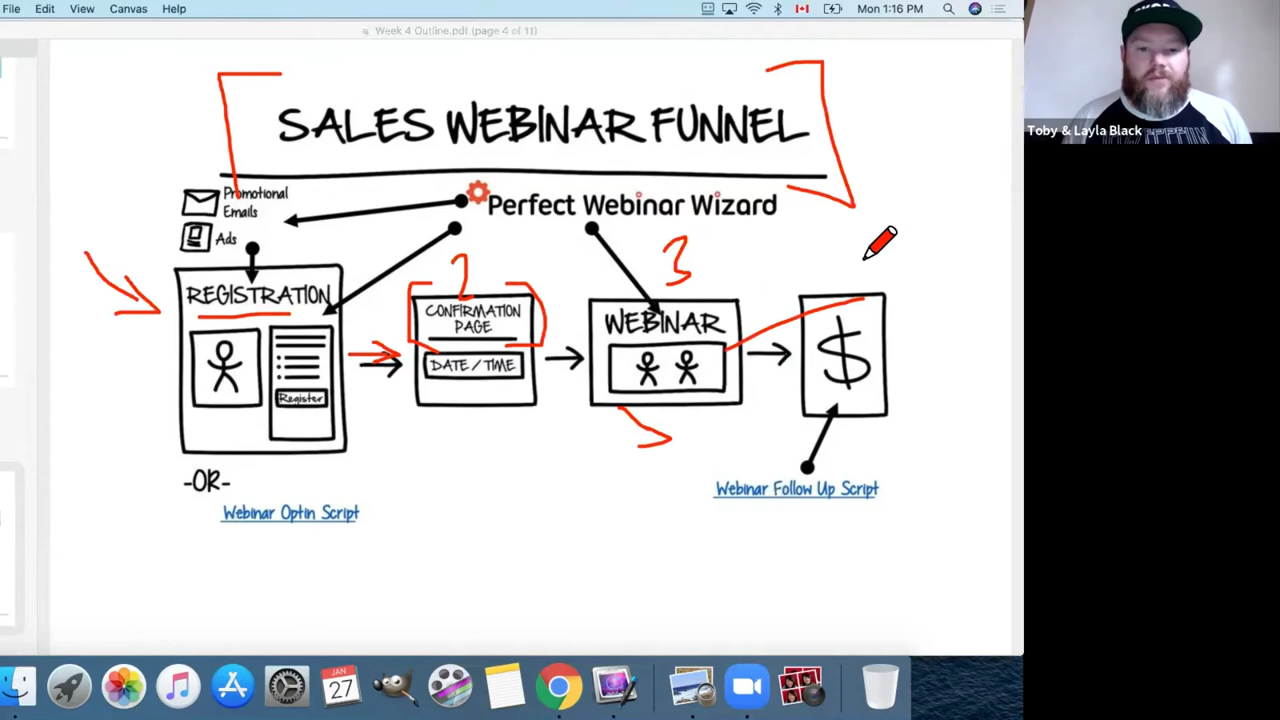 File Edit View Canvas Help
Mon 1:16 PM
Week 4 Outline.pdf (page 4 of 11)
Toby & Layla Black
SALES WEBINAR FUNNEL
Promotional
Emails
Ads
Perfect Webinar Wizard
2
3
REGISTRATION
Register
CONFIRMATION
PAGE
DATE / TIME
WEBINAR
$
-OR-
Webinar Optin Script
Webinar Follow Up Script
JAN
27